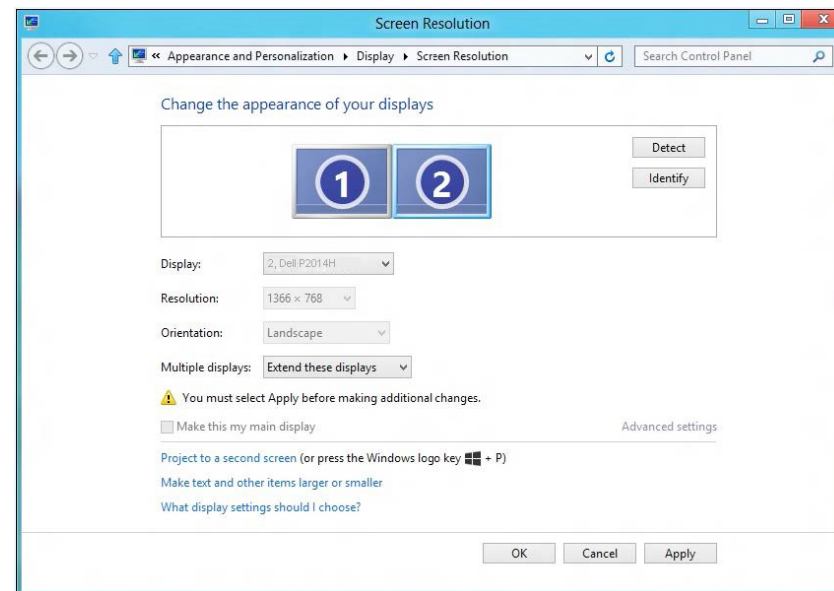 Screen Resolution
« Appearance and Personalization Display Screen Resolution
Search Control Panel
Change the appearance of your displays
1 2
Detect
Identify
Display: 2, Dell P2014H
Resolution: 1366 × 768
Orientation: Landscape
Multiple displays: Extend these displays
You must select Apply before making additional changes.
Make this my main display Advanced settings
Project to a second screen (or press the Windows logo key + P)
Make text and other items larger or smaller
What display settings should I choose?
OK Cancel Apply